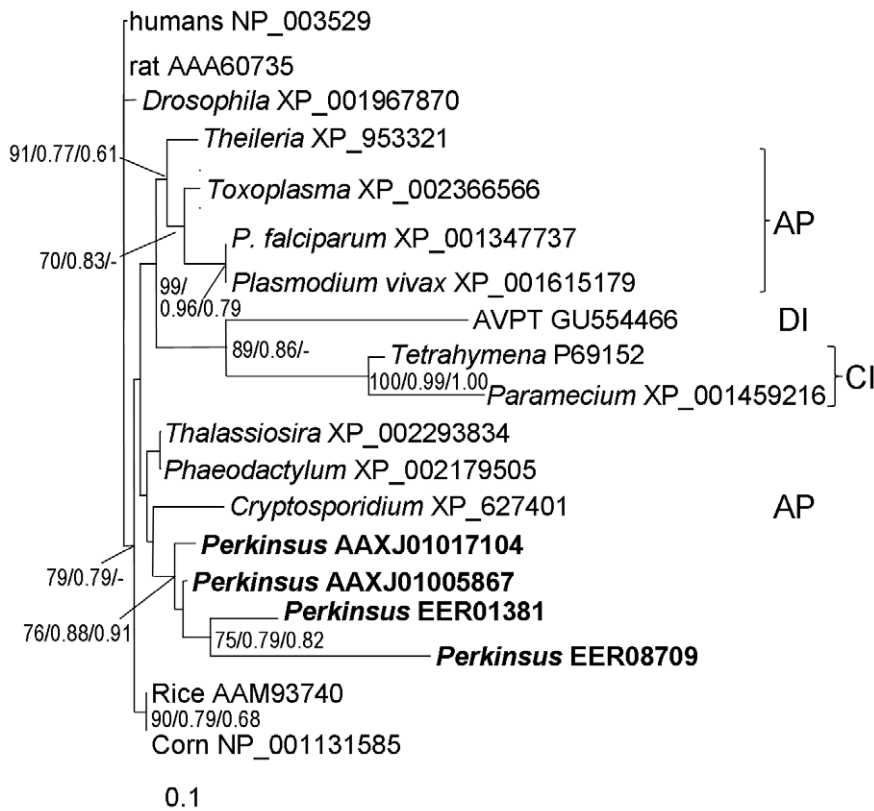 humans NP_003529
rat AAA60735
Drosophila XP_001967870
Theileria XP_953321
91/0.77/0.61
Toxoplasma XP_002366566
AP
P. falciparum XP_001347737
70/0.83/-
Plasmodium vivax XP_001615179
99/
0.96/0.79
AVPT GU554466
DI
89/0.86/-
Tetrahymena P69152
100/0.99/1.00
CI
Paramecium XP_001459216
Thalassiosira XP_002293834
Phaeodactylum XP_002179505
Cryptosporidium XP_627401
AP
Perkinsus AAXJ01017104
79/0.79/-
Perkinsus AAXJ01005867
Perkinsus EER01381
76/0.88/0.91
75/0.79/0.82
Perkinsus EER08709
Rice AAM93740
90/0.79/0.68
Corn NP_001131585
0.1